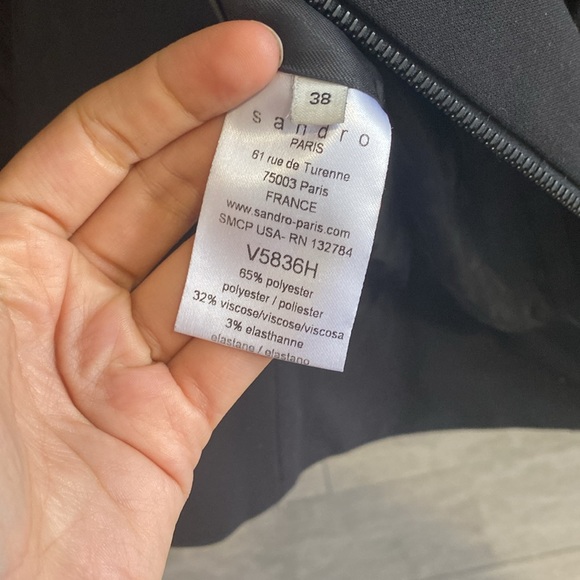 38
sandro
PARIS
61 rue de Turenne
75003 Paris
FRANCE
www.sandro-paris.com
SMCP USA- RN 132784
V5836H
65% polyester
polyester / poliester
32% viscose/viscose/viscosa
3% elasthanne
elastane / elastano